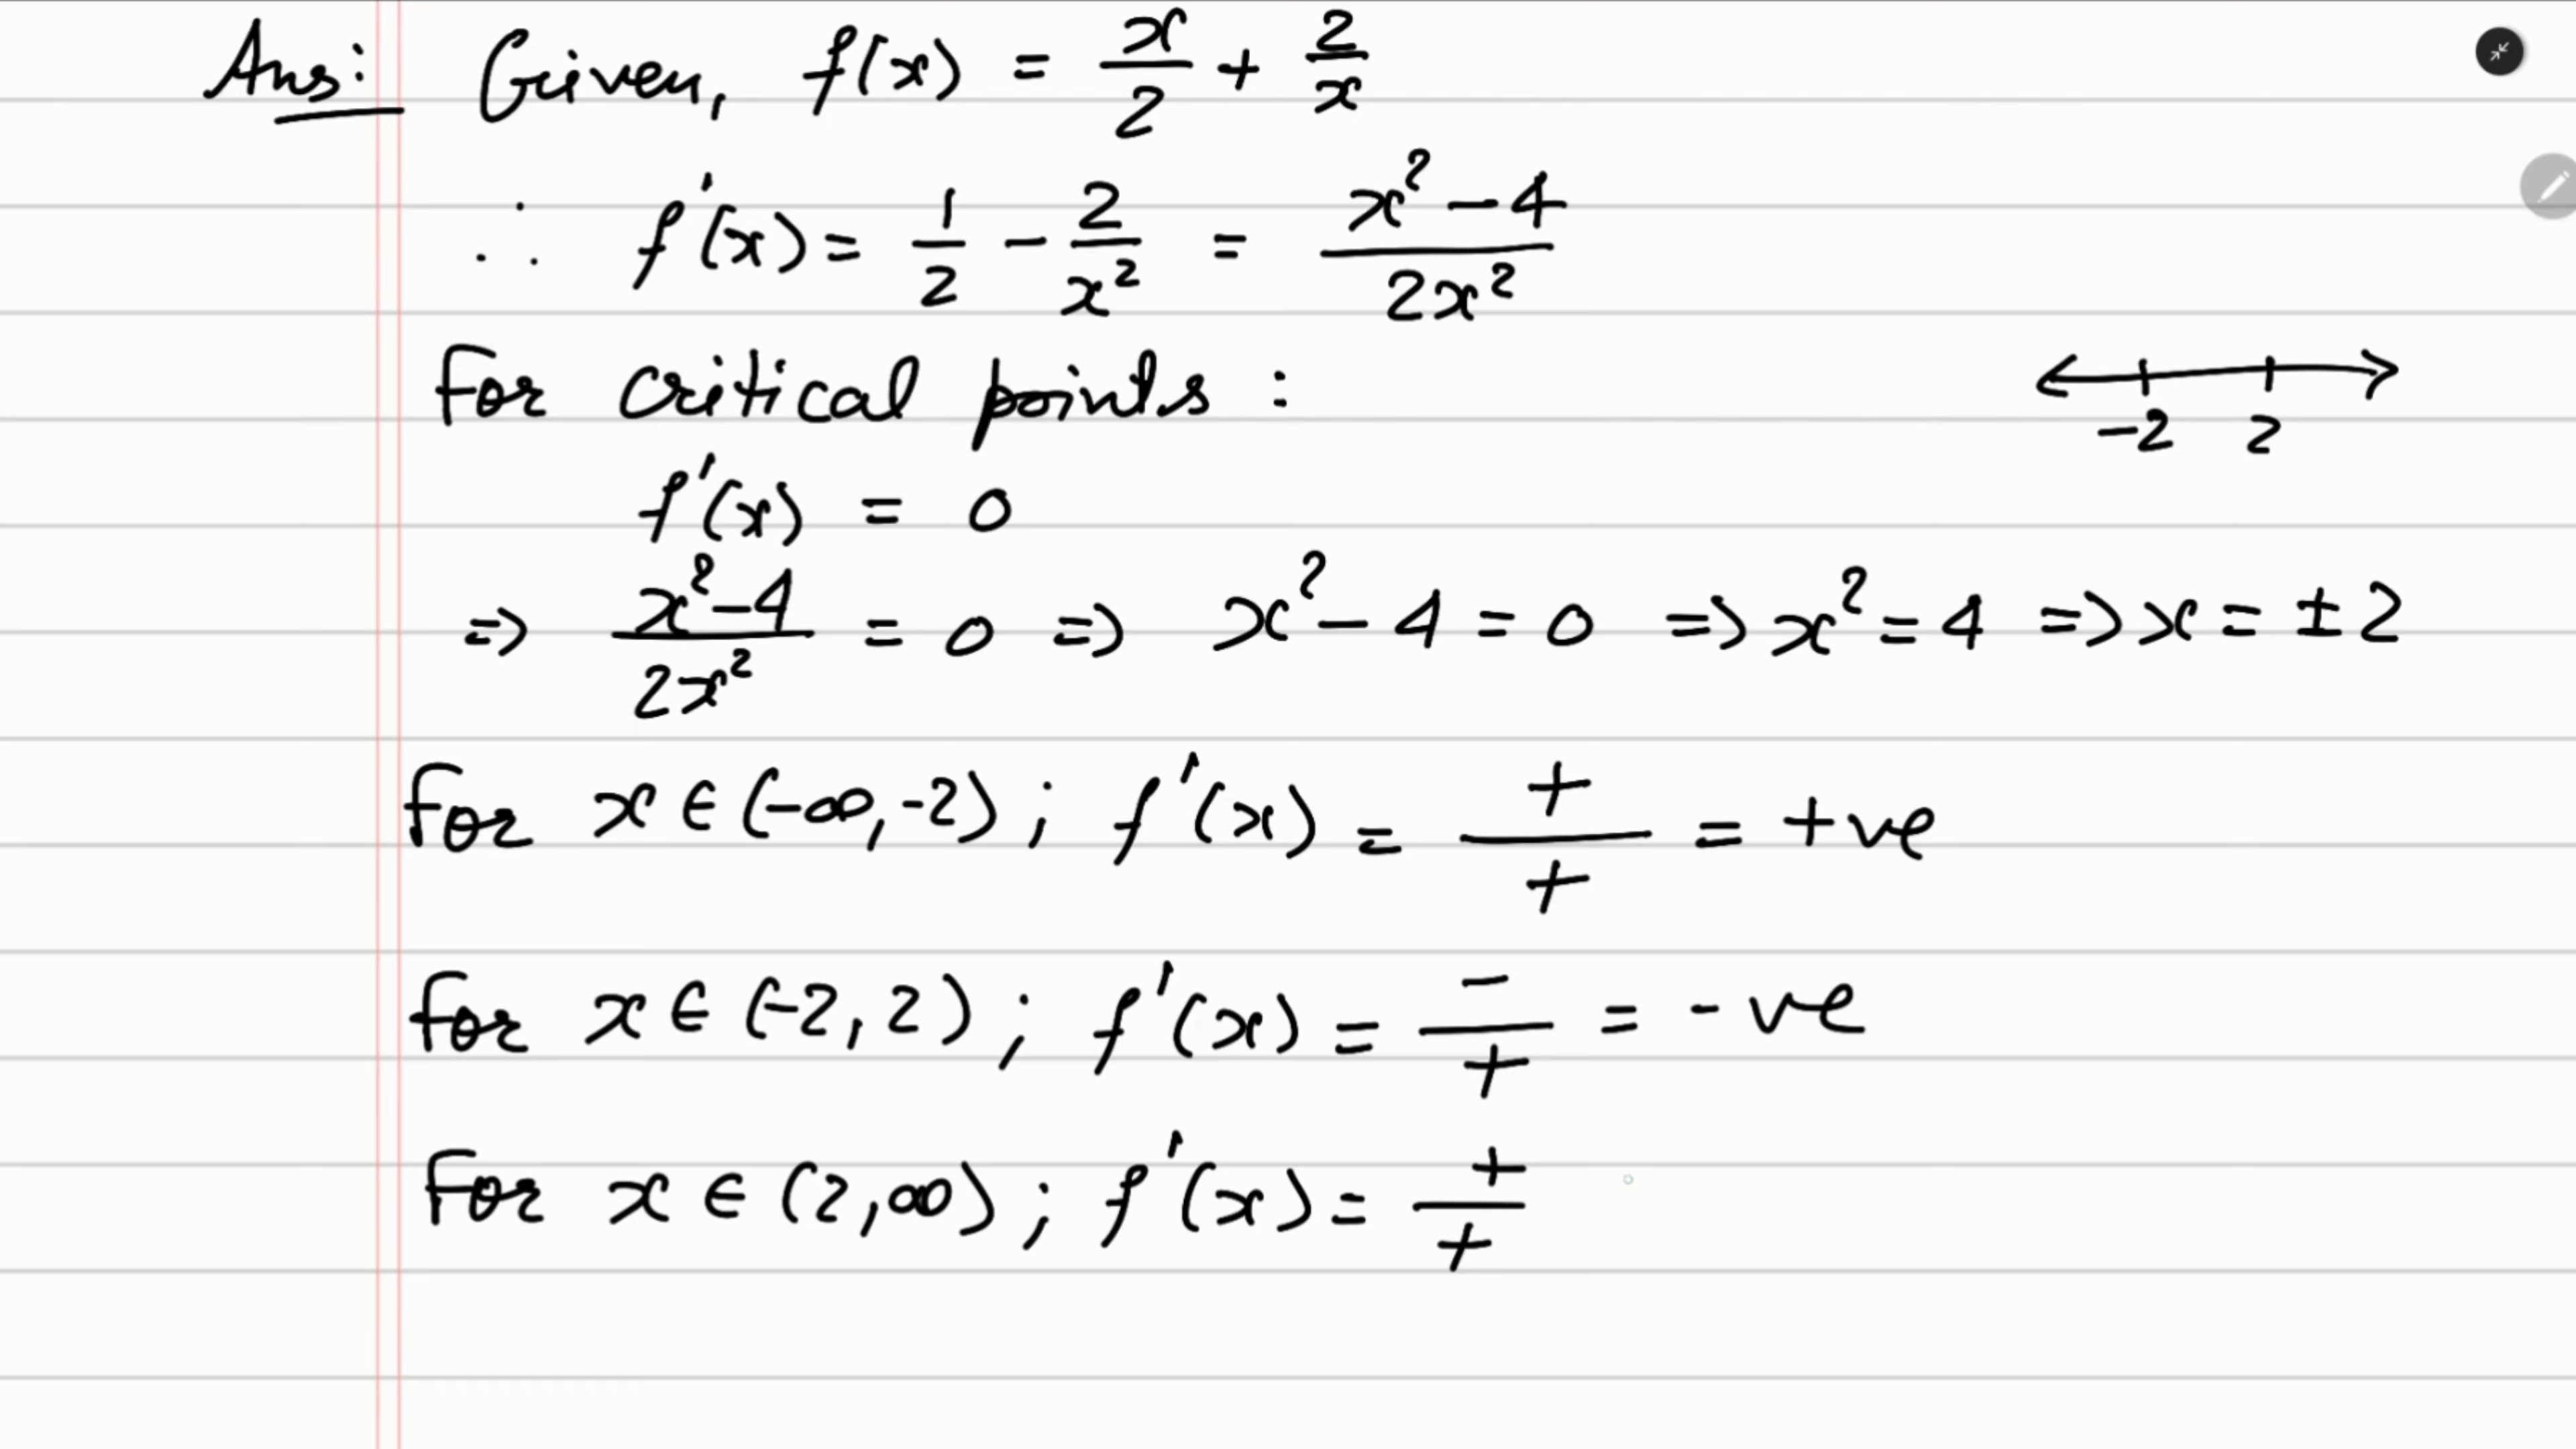 Ans: Given, f(x) = x/2 + 2/x
∴ f'(x) = 1/2 - 2/x² = (x² - 4)/(2x²)
For critical points :
-2 2
f'(x) = 0
=> (x² - 4)/(2x²) = 0 => x² - 4 = 0 => x² = 4 => x = ± 2
For x ∈ (-∞, -2) ; f'(x) = +/+ = +ve
For x ∈ (-2, 2) ; f'(x) = -/+ = -ve
For x ∈ (2, ∞) ; f'(x) = +/+